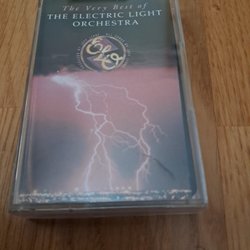 The Very Best of
THE ELECTRIC LIGHT
ORCHESTRA
ELO